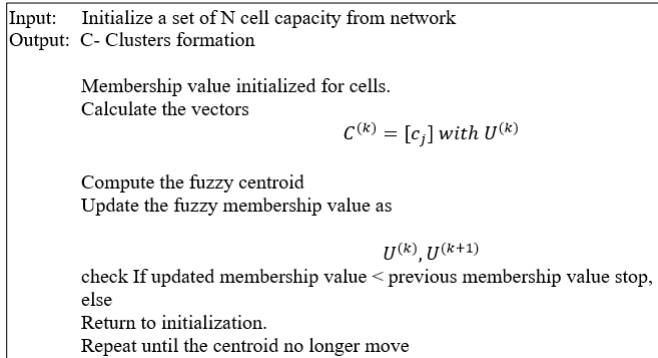 Input: Initialize a set of N cell capacity from network
Output: C- Clusters formation
Membership value initialized for cells.
Calculate the vectors
C^(k) = [c_j] with U^(k)
Compute the fuzzy centroid
Update the fuzzy membership value as
U^(k), U^(k+1)
check If updated membership value < previous membership value stop,
else
Return to initialization.
Repeat until the centroid no longer move